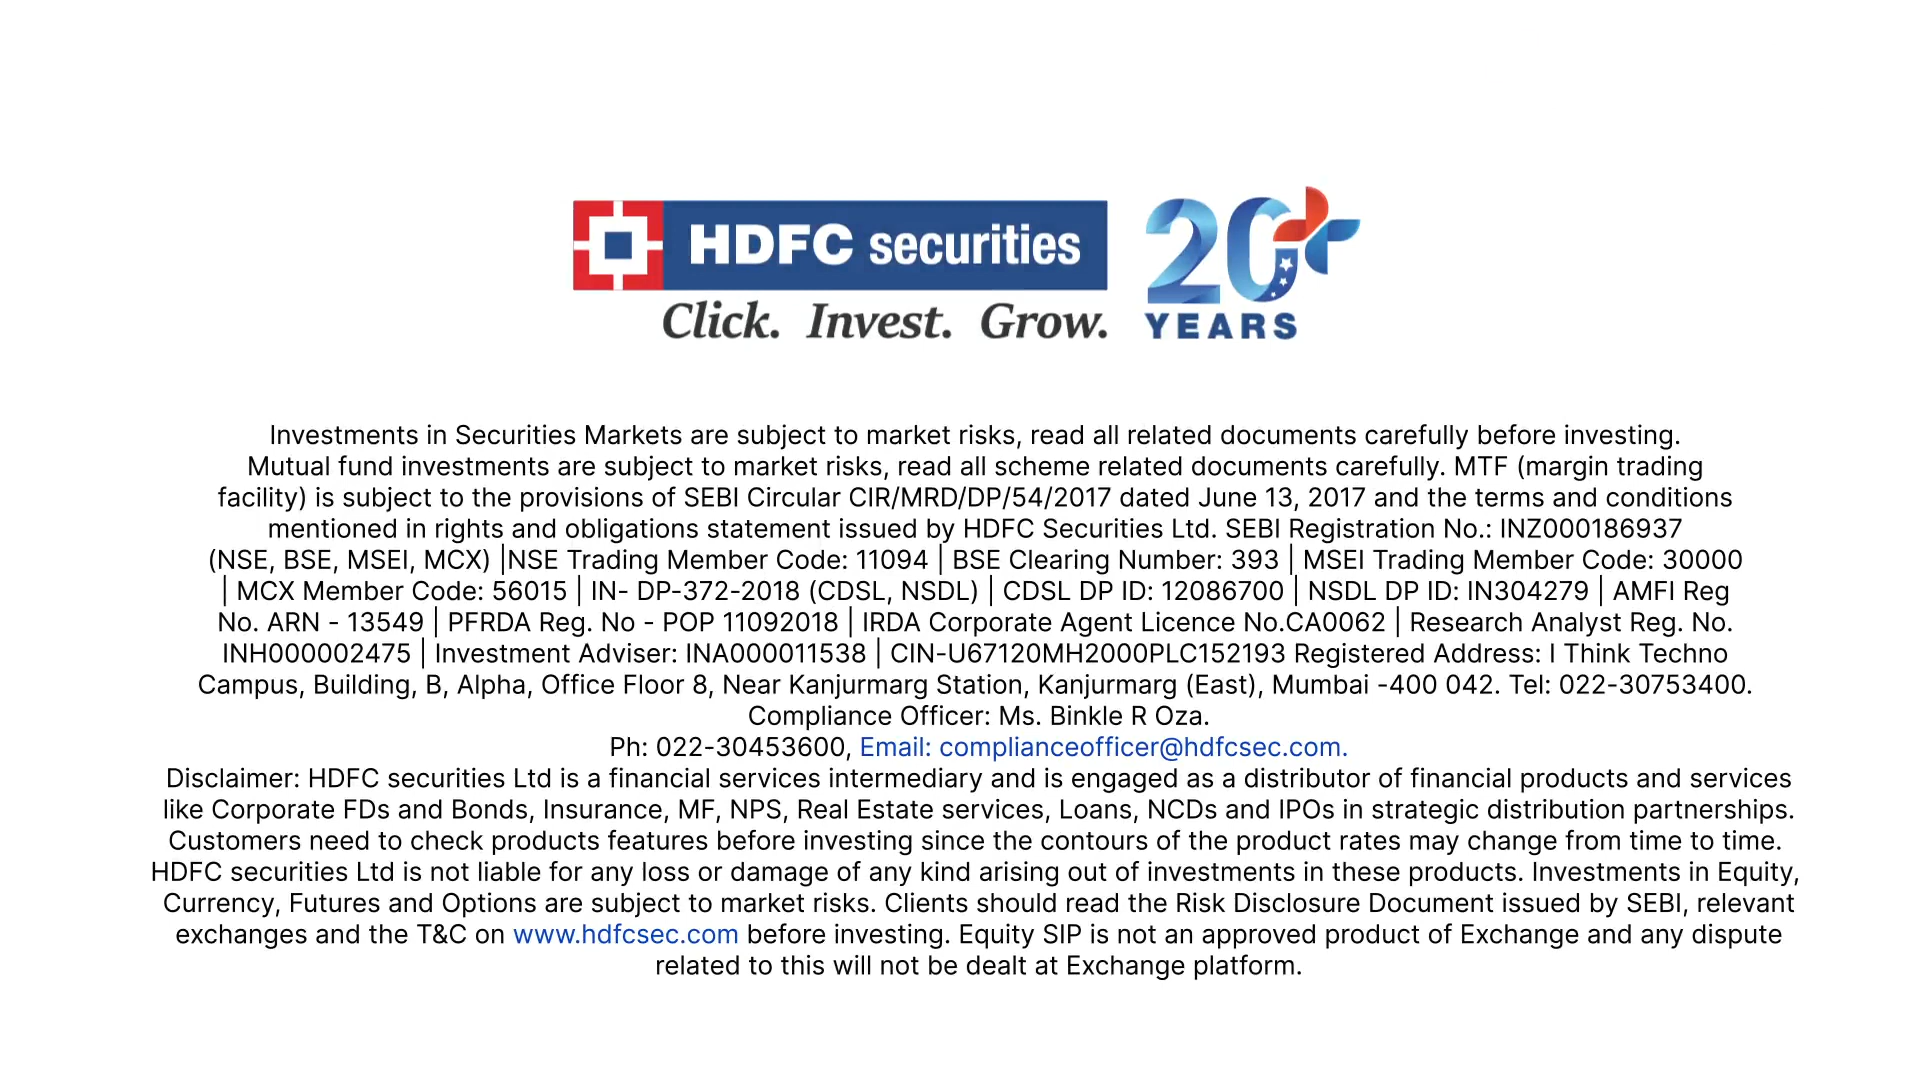 HDFC securities
Click. Invest. Grow.
20+
YEARS
Investments in Securities Markets are subject to market risks, read all related documents carefully before investing.
Mutual fund investments are subject to market risks, read all scheme related documents carefully. MTF (margin trading
facility) is subject to the provisions of SEBI Circular CIR/MRD/DP/54/2017 dated June 13, 2017 and the terms and conditions
mentioned in rights and obligations statement issued by HDFC Securities Ltd. SEBI Registration No.: INZ000186937
(NSE, BSE, MSEI, MCX) |NSE Trading Member Code: 11094 | BSE Clearing Number: 393 | MSEI Trading Member Code: 30000
| MCX Member Code: 56015 | IN- DP-372-2018 (CDSL, NSDL) | CDSL DP ID: 12086700 | NSDL DP ID: IN304279 | AMFI Reg
No. ARN - 13549 | PFRDA Reg. No - POP 11092018 | IRDA Corporate Agent Licence No.CA0062 | Research Analyst Reg. No.
INH000002475 | Investment Adviser: INA000011538 | CIN-U67120MH2000PLC152193 Registered Address: I Think Techno
Campus, Building, B, Alpha, Office Floor 8, Near Kanjurmarg Station, Kanjurmarg (East), Mumbai -400 042. Tel: 022-30753400.
Compliance Officer: Ms. Binkle R Oza.
Ph: 022-30453600, Email: complianceofficer@hdfcsec.com.
Disclaimer: HDFC securities Ltd is a financial services intermediary and is engaged as a distributor of financial products and services
like Corporate FDs and Bonds, Insurance, MF, NPS, Real Estate services, Loans, NCDs and IPOs in strategic distribution partnerships.
Customers need to check products features before investing since the contours of the product rates may change from time to time.
HDFC securities Ltd is not liable for any loss or damage of any kind arising out of investments in these products. Investments in Equity,
Currency, Futures and Options are subject to market risks. Clients should read the Risk Disclosure Document issued by SEBI, relevant
exchanges and the T&C on www.hdfcsec.com before investing. Equity SIP is not an approved product of Exchange and any dispute
related to this will not be dealt at Exchange platform.